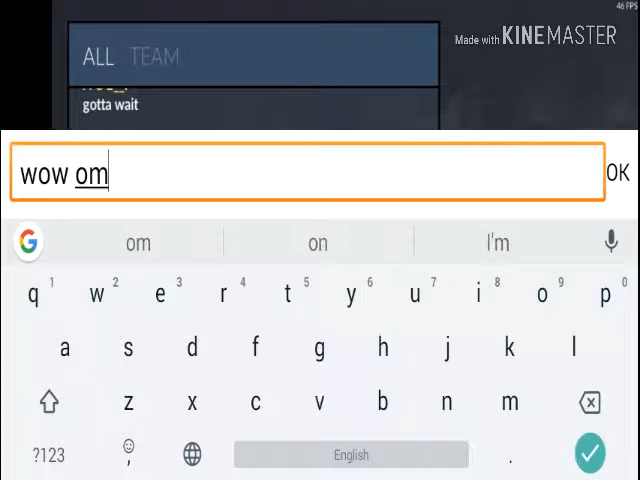 46 FPS
Made with KINEMASTER
ALL TEAM
gotta wait
wow om
OK
om on I'm
q 1 w 2 e 3 r 4 t 5 y 6 u 7 i 8 o 9 p 0
a s d f g h j k l
z x c v b n m
?123 , English .